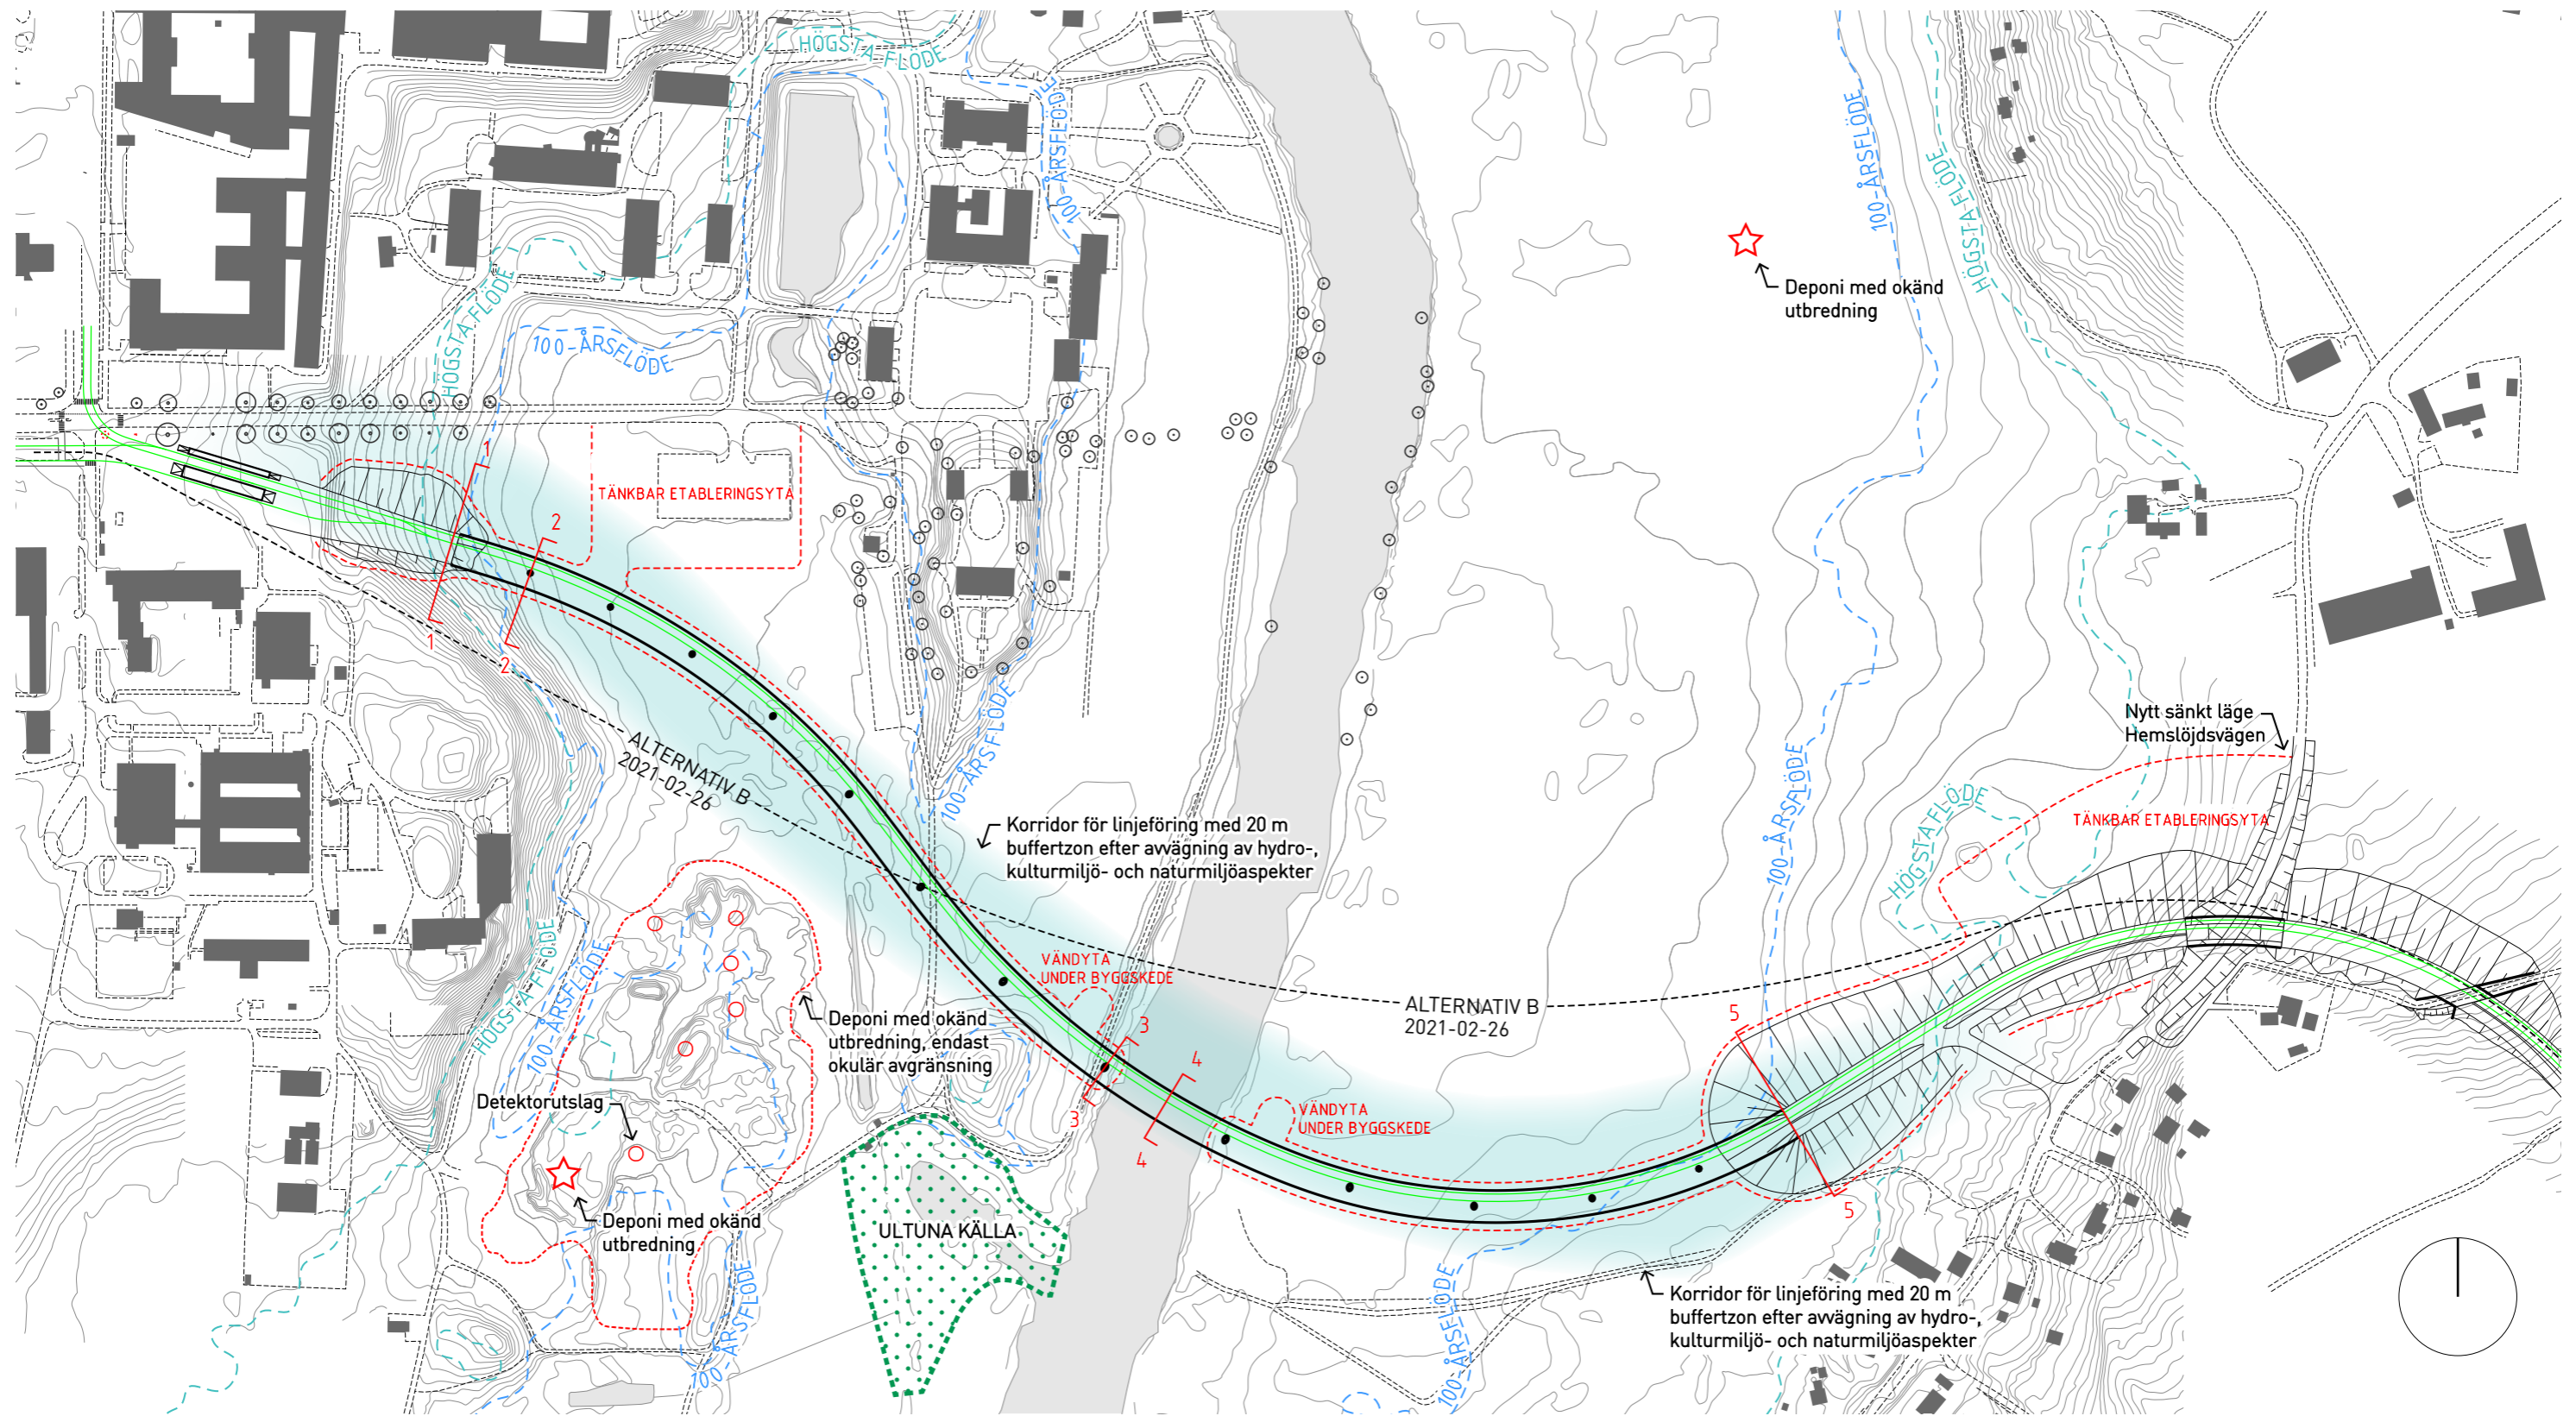 HÖGSTA FLÖDE
100-ÅRSFLÖDE
100-ÅRSFLÖDE
100-ÅRSFLÖDE
HÖGSTA FLÖDE
HÖGSTA FLÖDE
HÖGSTA FLÖDE
100-ÅRSFLÖDE
Deponi med okänd
utbredning
1
TÄNKBAR ETABLERINGSYTA
2
1
2
ALTERNATIV B
2021-02-26
100-ÅRSFLÖDE
Nytt sänkt läge
Hemslöjdsvägen
100-ÅRSFLÖDE
HÖGSTA FLÖDE
TÄNKBAR ETABLERINGSYTA
Korridor för linjeföring med 20 m
buffertzon efter avvägning av hydro-,
kulturmiljö- och naturmiljöaspekter
VÄNDYTA
UNDER BYGGSKEDE
ALTERNATIV B
2021-02-26
HÖGSTA FLÖDE
100-ÅRSFLÖDE
Deponi med okänd
utbredning, endast
okulär avgränsning
3
3
4
4
5
5
VÄNDYTA
UNDER BYGGSKEDE
Detektorutslag
Deponi med okänd
utbredning
ULTUNA KÄLLA
100-ÅRSFLÖDE
100-ÅRSFLÖDE
Korridor för linjeföring med 20 m
buffertzon efter avvägning av hydro-,
kulturmiljö- och naturmiljöaspekter